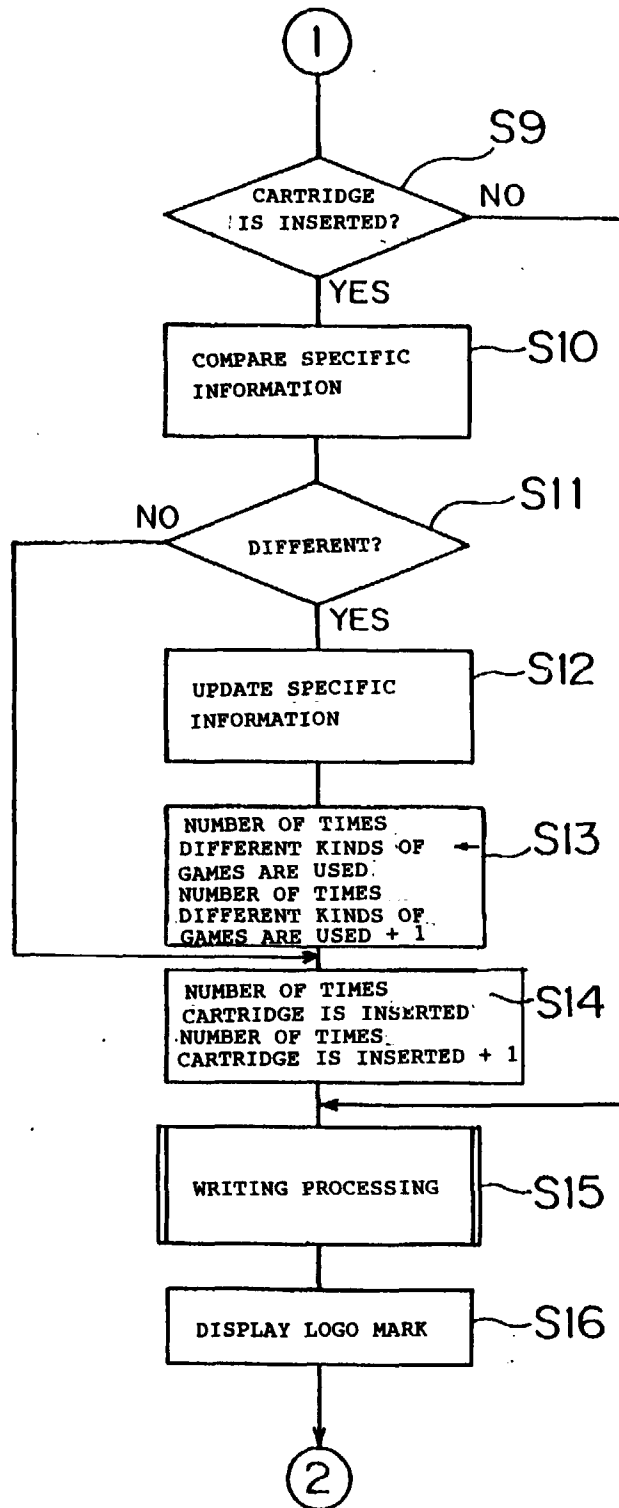 1
S9
CARTRIDGE
IS INSERTED?
NO
YES
S10
COMPARE SPECIFIC
INFORMATION
S11
NO
DIFFERENT?
YES
S12
UPDATE SPECIFIC
INFORMATION
S13
NUMBER OF TIMES
DIFFERENT KINDS OF ←
GAMES ARE USED
NUMBER OF TIMES
DIFFERENT KINDS OF
GAMES ARE USED + 1
S14
NUMBER OF TIMES
CARTRIDGE IS INSERTED
NUMBER OF TIMES
CARTRIDGE IS INSERTED + 1
WRITING PROCESSING
S15
DISPLAY LOGO MARK
S16
2